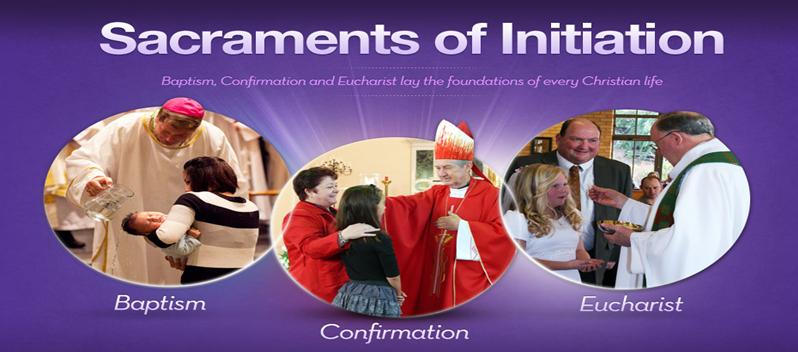 Sacraments of Initiation
Baptism, Confirmation and Eucharist lay the foundations of every Christian life
Baptism
Confirmation
Eucharist